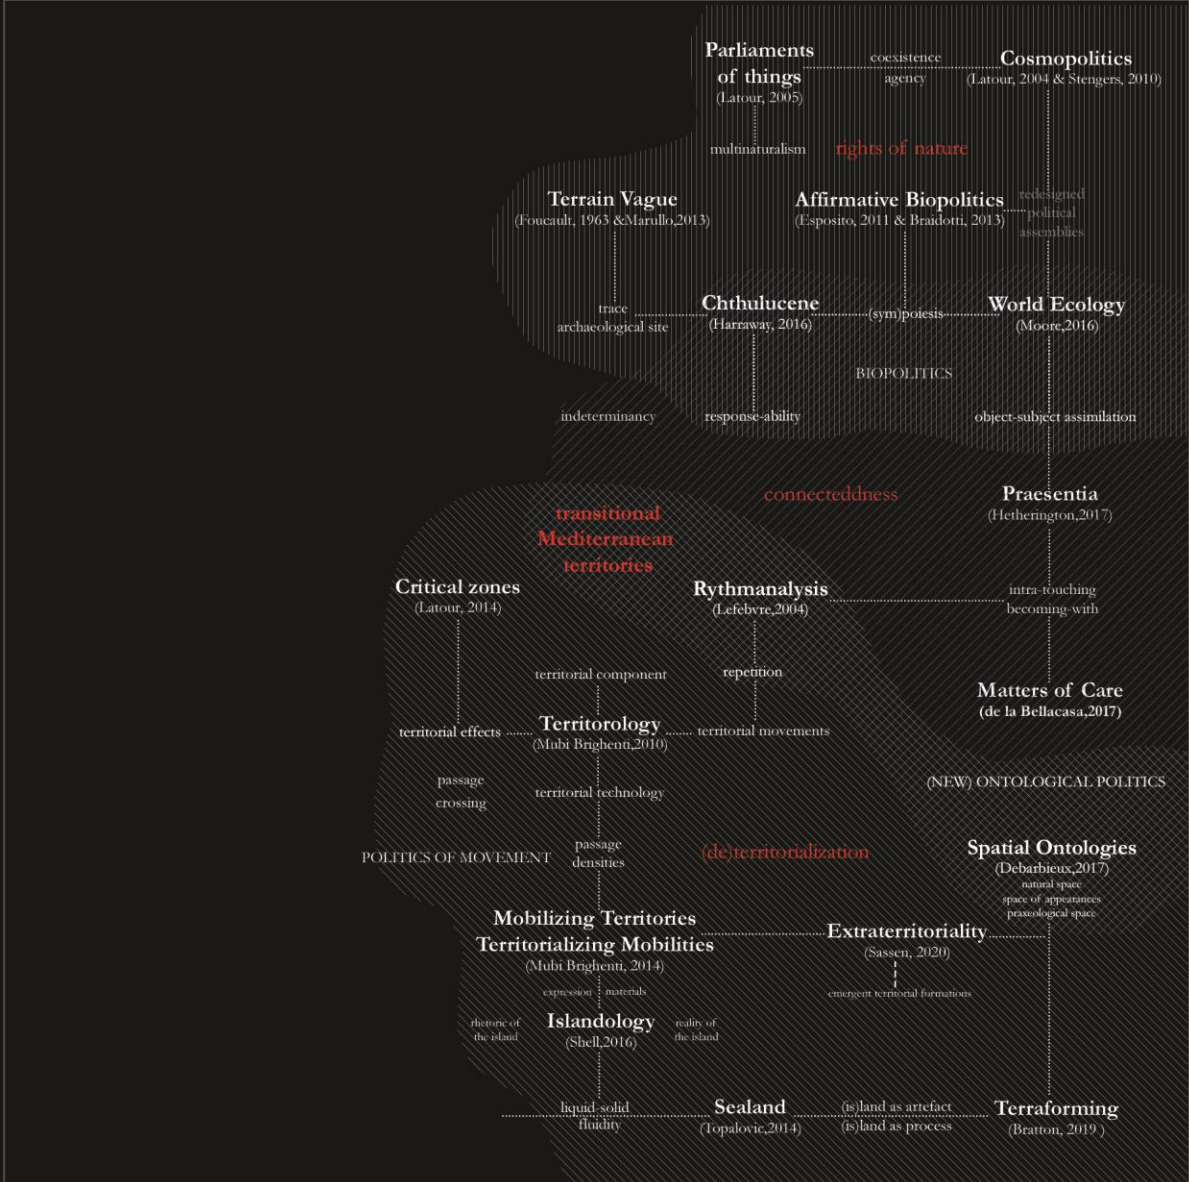 Parliaments
of things
(Latour, 2005)
coexistence
agency
Cosmopolitics
(Latour, 2004 & Stengers, 2010)
multinaturalism
rights of nature
Terrain Vague
(Foucault, 1963 &Marullo,2013)
Affirmative Biopolitics
(Esposito, 2011 & Braidotti, 2013)
redesigned
political
assemblies
trace
archaeological site
Chthulucene
(Harraway, 2016)
(sym)poiesis
World Ecology
(Moore,2016)
BIOPOLITICS
indeterminancy
response-ability
object-subject assimilation
connecteddness
Praesentia
(Hetherington,2017)
transitional
Mediterranean
territories
Critical zones
(Latour, 2014)
Rythmanalysis
(Lefebvre,2004)
intra-touching
becoming-with
territorial component
repetition
Matters of Care
(de la Bellacasa,2017)
territorial effects
Territorology
(Mubi Brighenti,2010)
territorial movements
passage
crossing
territorial technology
(NEW) ONTOLOGICAL POLITICS
POLITICS OF MOVEMENT
passage
densities
(de)territorialization
Spatial Ontologies
(Debarbieux,2017)
natural space
space of appearances
praxeological space
Mobilizing Territories
Territorializing Mobilities
(Mubi Brighenti, 2014)
Extraterritoriality
(Sassen, 2020)
emergent territorial formations
expression
materials
rhetoric of
the island
Islandology
(Shell,2016)
reality of
the island
liquid-solid
fluidity
Sealand
(Topalovic,2014)
(is)land as artefact
(is)land as process
Terraforming
(Bratton, 2019 )